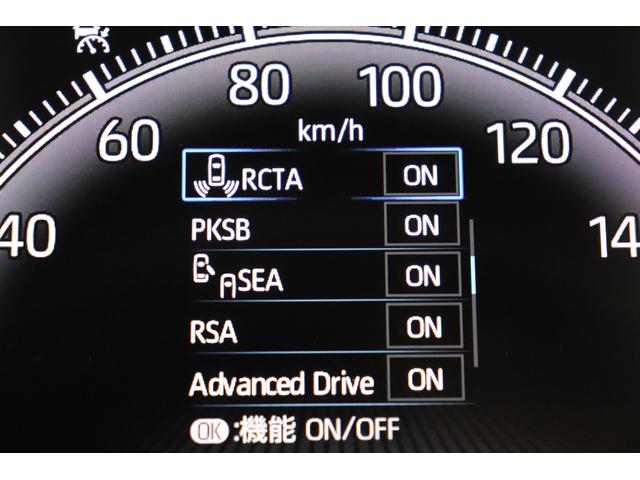 80 100
60 km/h 120
RCTA ON
40 PKSB ON 14
SEA ON
RSA ON
Advanced Drive ON
OK:機能 ON/OFF